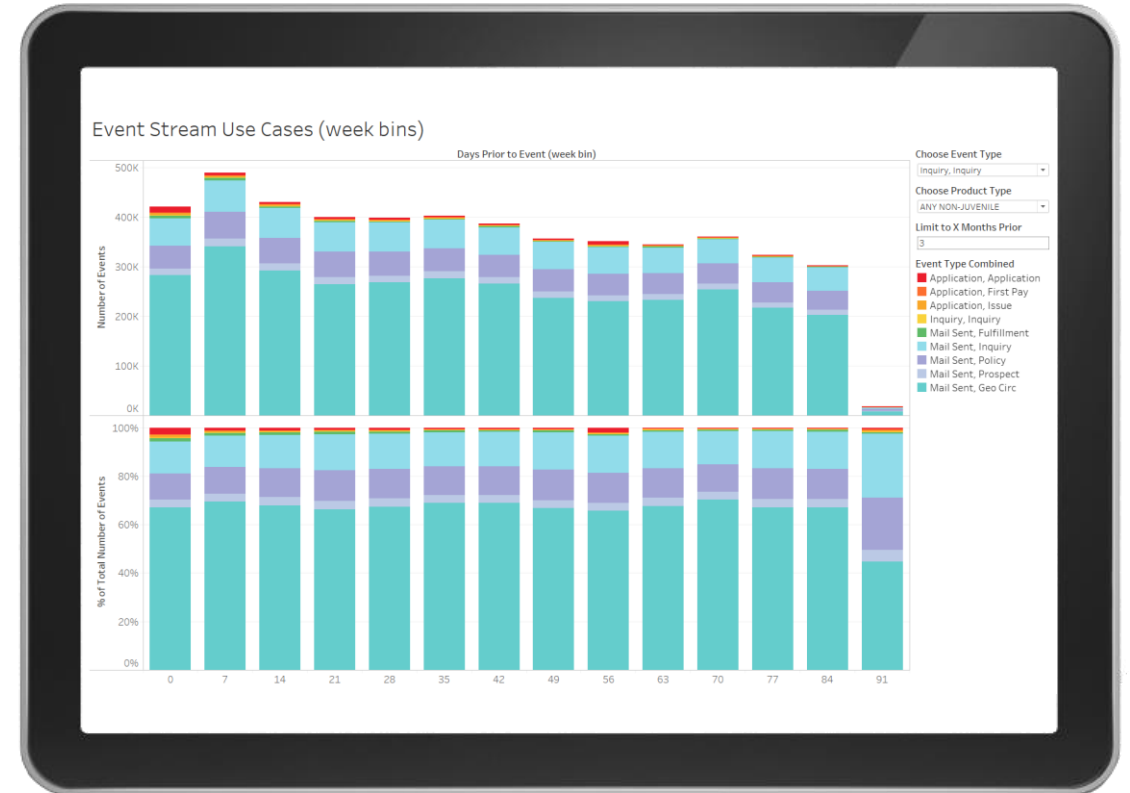 Event Stream Use Cases (week bins)
Days Prior to Event (week bin)
Number of Events
500K
400K
300K
200K
100K
0K
% of Total Number of Events
100%
80%
60%
40%
20%
0%
0 7 14 21 28 35 42 49 56 63 70 77 84 91
Choose Event Type
Inquiry, Inquiry
Choose Product Type
ANY NON-JUVENILE
Limit to X Months Prior
3
Event Type Combined
Application, Application
Application, First Pay
Application, Issue
Inquiry, Inquiry
Mail Sent, Fulfillment
Mail Sent, Inquiry
Mail Sent, Policy
Mail Sent, Prospect
Mail Sent, Geo Circ